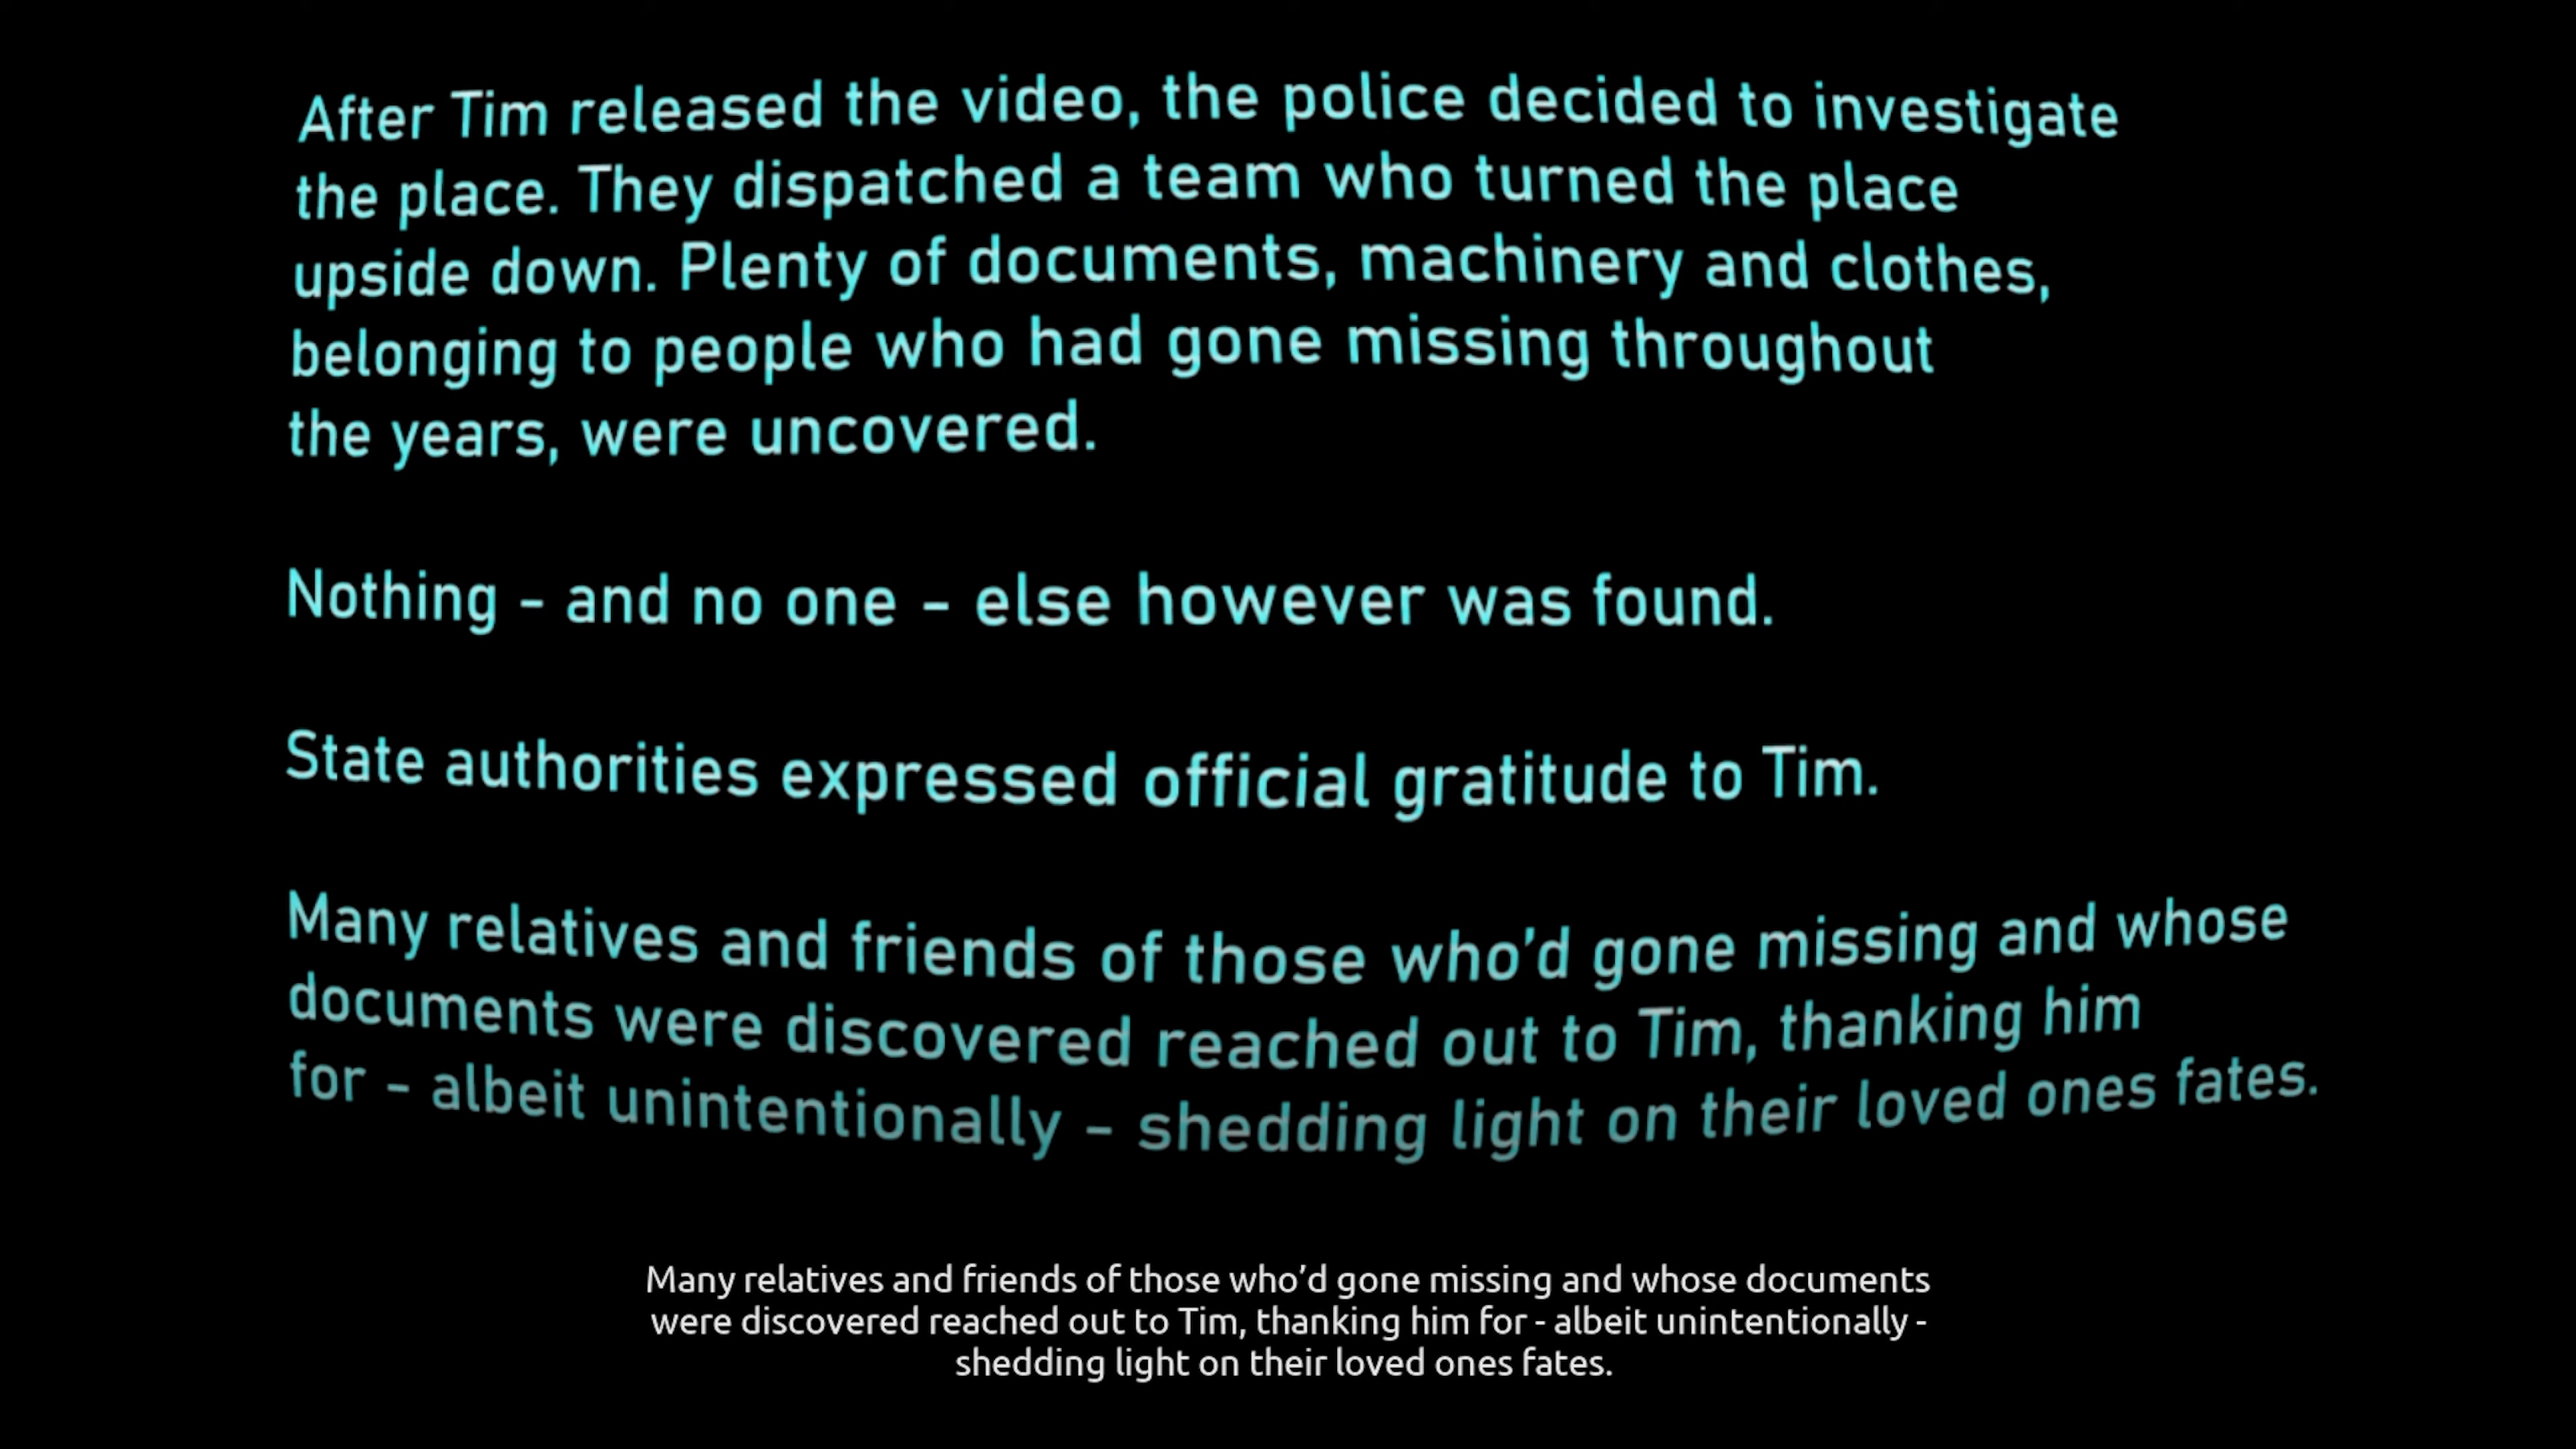 After Tim released the video, the police decided to investigate
the place. They dispatched a team who turned the place
upside down. Plenty of documents, machinery and clothes,
belonging to people who had gone missing throughout
the years, were uncovered.
Nothing - and no one - else however was found.
State authorities expressed official gratitude to Tim.
Many relatives and friends of those who’d gone missing and whose
documents were discovered reached out to Tim, thanking him
for - albeit unintentionally - shedding light on their loved ones fates.
Many relatives and friends of those who’d gone missing and whose documents
were discovered reached out to Tim, thanking him for - albeit unintentionally -
shedding light on their loved ones fates.